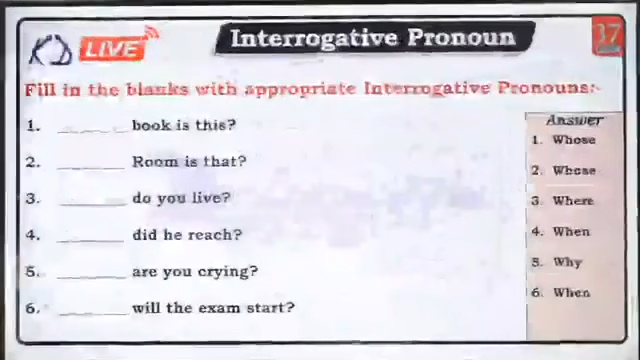 KD LIVE
Interrogative Pronoun
37
Fill in the blanks with appropriate Interrogative Pronouns:-
1. ______ book is this?
2. ______ Room is that?
3. ______ do you live?
4. ______ did he reach?
5. ______ are you crying?
6. ______ will the exam start?
Answer
1. Whose
2. Whose
3. Where
4. When
5. Why
6. When